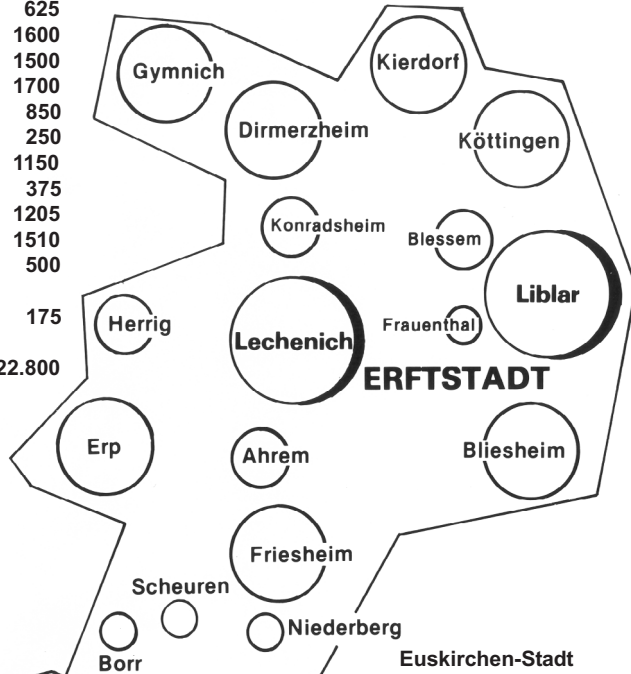 625
1600
1500
1700
850
250
1150
375
1205
1510
500
175
22.800
Gymnich
Kierdorf
Dirmerzheim
Köttingen
Konradsheim
Blessem
Liblar
Herrig
Frauenthal
Lechenich
ERFTSTADT
Erp
Ahrem
Bliesheim
Friesheim
Scheuren
Niederberg
Borr
Euskirchen-Stadt